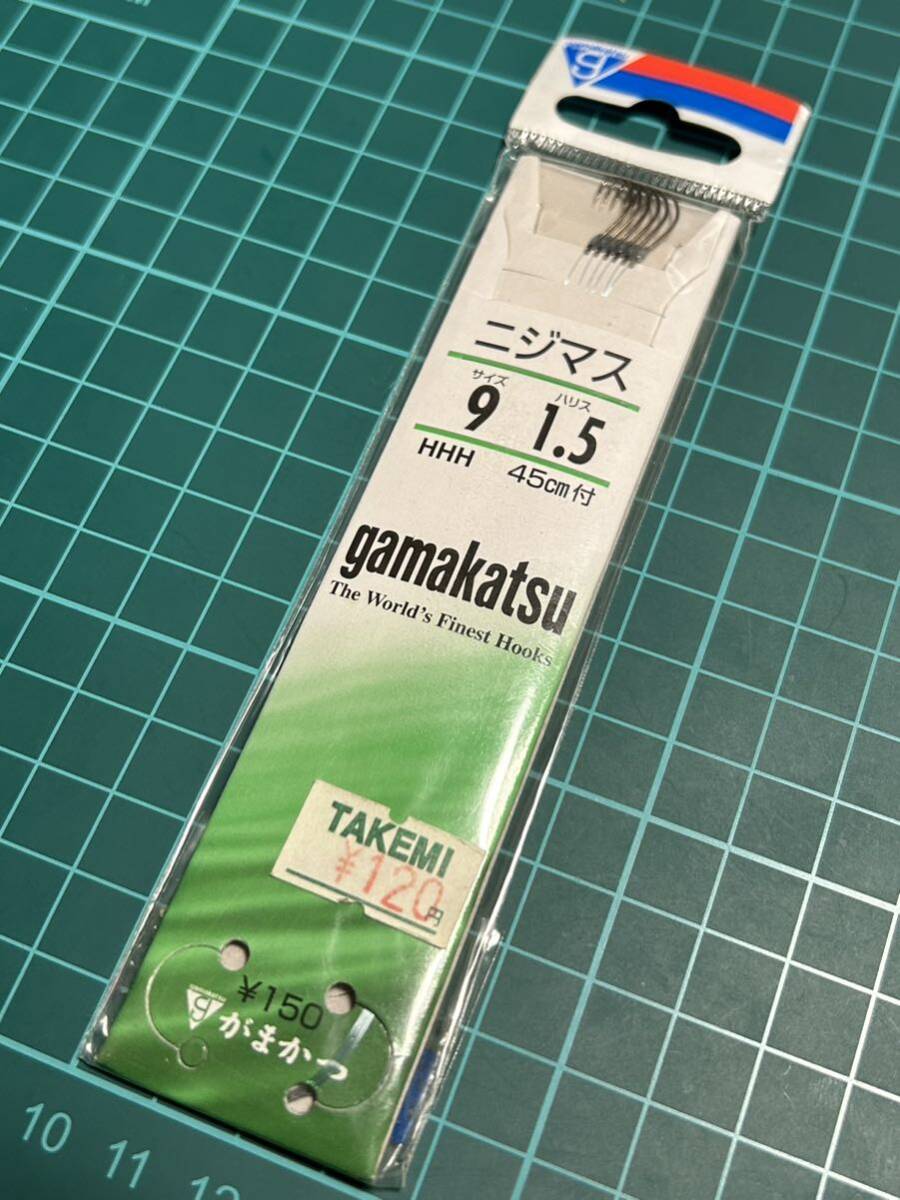 ニジマス
サイズ ハリス
9 1.5
HHH 45cm付
gamakatsu
The World's Finest Hooks
TAKEMI
¥120円
¥150
がまかつ
10 11 12